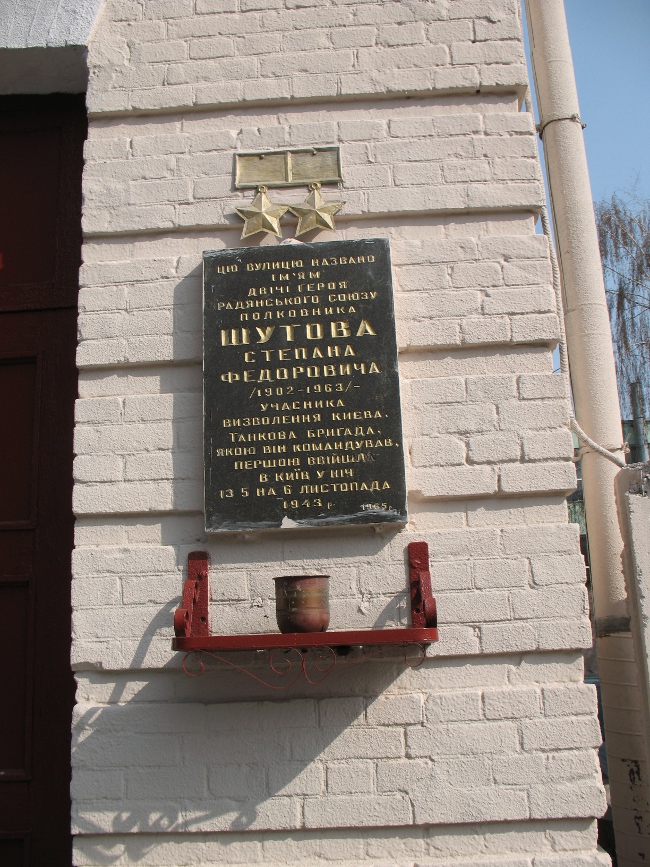 ЦЮ ВУЛИЦЮ НАЗВАНО
ІМ'ЯМ
ДВІЧІ ГЕРОЯ
РАДЯНСЬКОГО СОЮЗУ
ПОЛКОВНИКА
ШУТОВА
СТЕПАНА
ФЕДОРОВИЧА
/1902-1963/-
УЧАСНИКА
ВИЗВОЛЕННЯ КИЄВА.
ТАНКОВА БРИГАДА,
ЯКОЮ ВІН КОМАНДУВАВ,
ПЕРШОЮ ВВІЙШЛА
В КИЇВ У НІЧ
ІЗ 5 НА 6 ЛИСТОПАДА
1943 р.
1965 р.